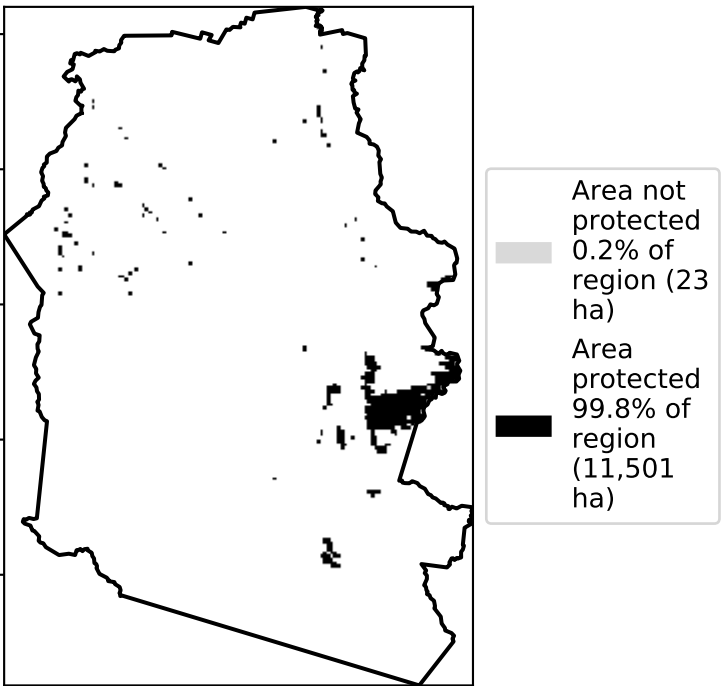 Area not
protected
0.2% of
region (23
ha)
Area
protected
99.8% of
region
(11,501
ha)